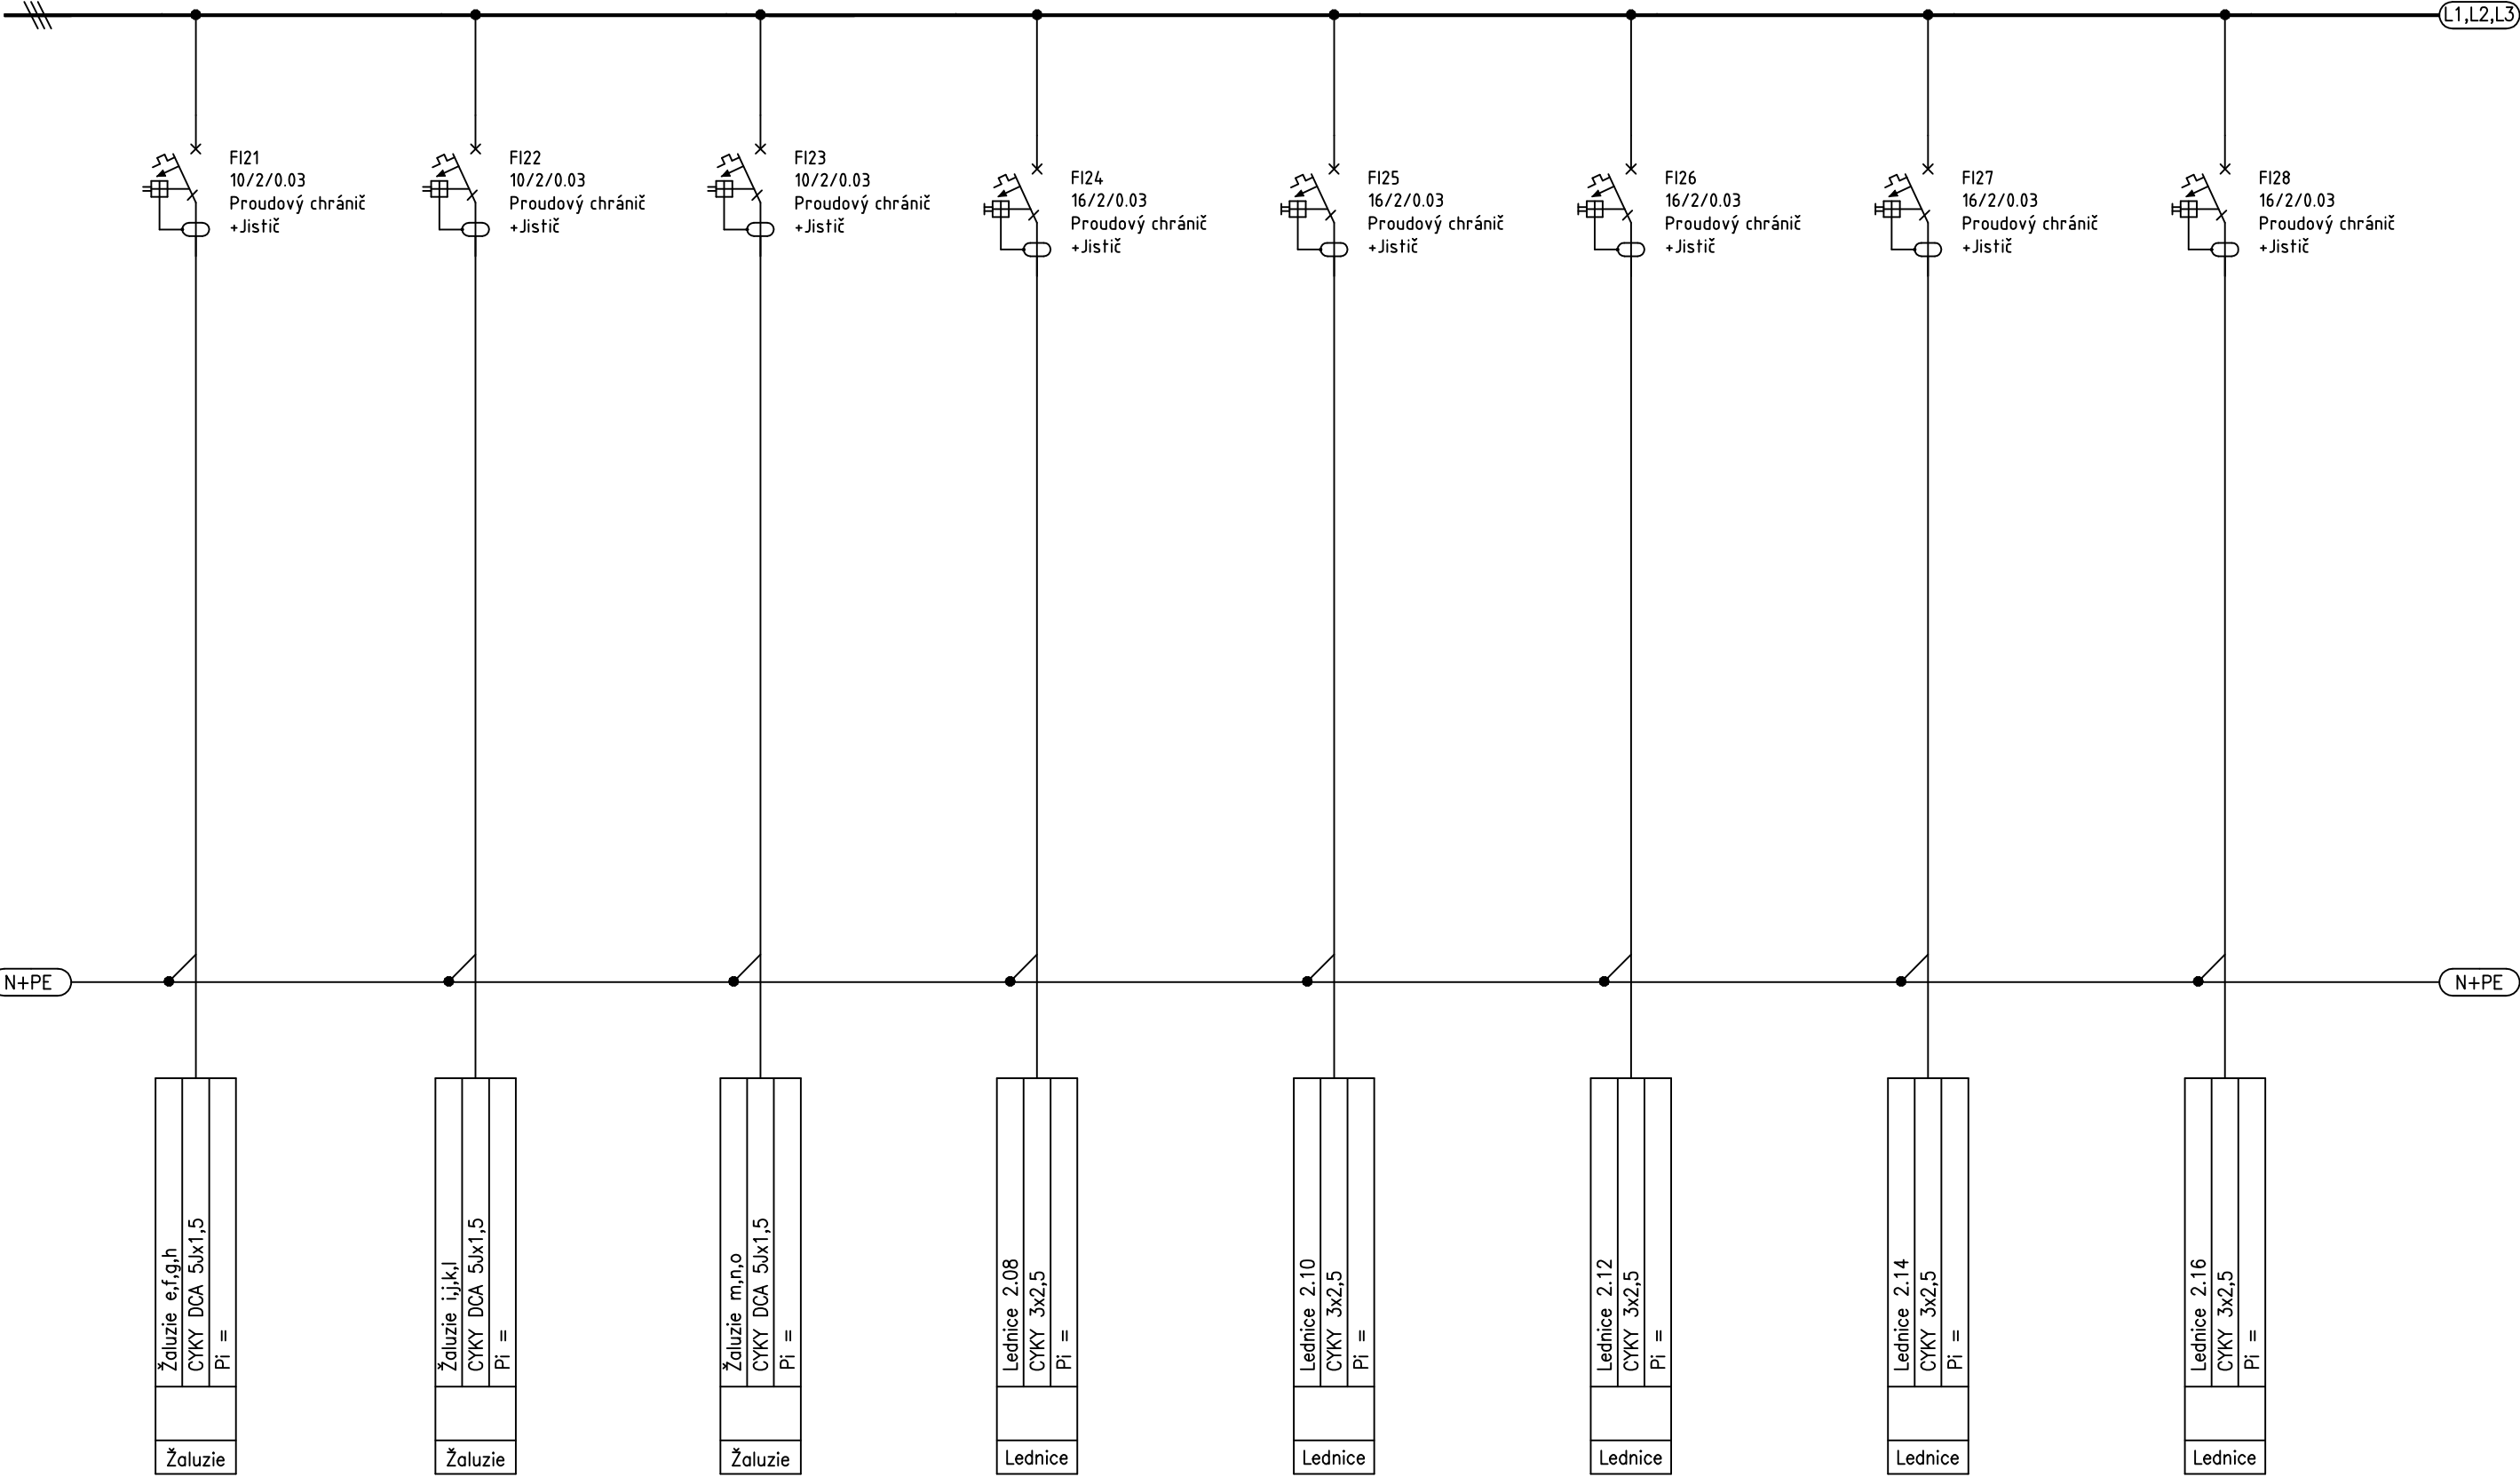 L1,L2,L3
FI21
10/2/0.03
Proudový chránič
+Jistič
FI22
10/2/0.03
Proudový chránič
+Jistič
FI23
10/2/0.03
Proudový chránič
+Jistič
FI24
16/2/0.03
Proudový chránič
+Jistič
FI25
16/2/0.03
Proudový chránič
+Jistič
FI26
16/2/0.03
Proudový chránič
+Jistič
FI27
16/2/0.03
Proudový chránič
+Jistič
FI28
16/2/0.03
Proudový chránič
+Jistič
N+PE
N+PE
Žaluzie e,f,g,h
CYKY DCA 5Jx1,5
Pi =
Žaluzie
Žaluzie i,j,k,l
CYKY DCA 5Jx1,5
Pi =
Žaluzie
Žaluzie m,n,o
CYKY DCA 5Jx1,5
Pi =
Žaluzie
Lednice 2.08
CYKY 3x2,5
Pi =
Lednice
Lednice 2.10
CYKY 3x2,5
Pi =
Lednice
Lednice 2.12
CYKY 3x2,5
Pi =
Lednice
Lednice 2.14
CYKY 3x2,5
Pi =
Lednice
Lednice 2.16
CYKY 3x2,5
Pi =
Lednice